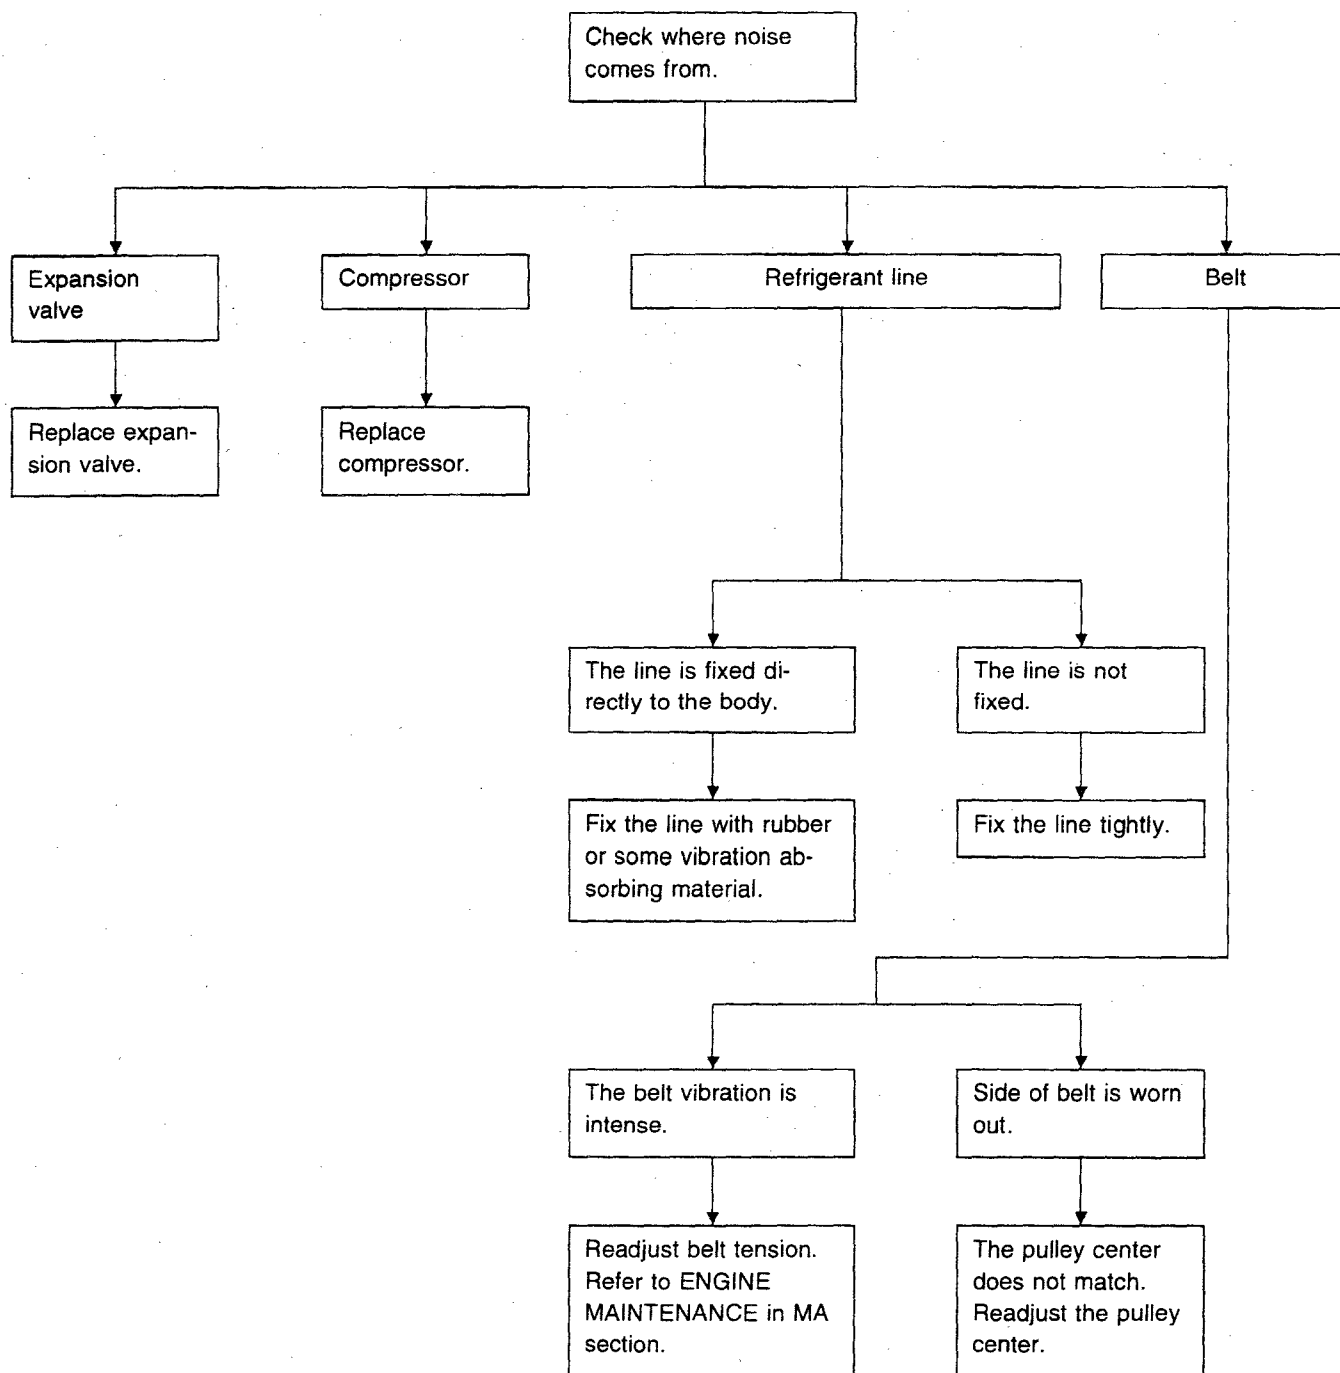 Check where noise
comes from.
Expansion
valve
Compressor
Refrigerant line
Belt
Replace expan-
sion valve.
Replace
compressor.
The line is fixed di-
rectly to the body.
The line is not
fixed.
Fix the line with rubber
or some vibration ab-
sorbing material.
Fix the line tightly.
The belt vibration is
intense.
Side of belt is worn
out.
Readjust belt tension.
Refer to ENGINE
MAINTENANCE in MA
section.
The pulley center
does not match.
Readjust the pulley
center.